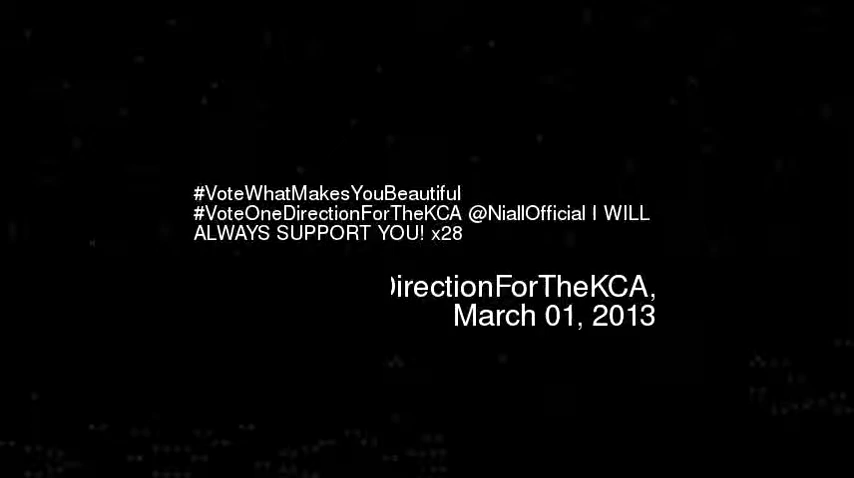 #VoteWhatMakesYouBeautiful
#VoteOneDirectionForTheKCA @NiallOfficial I WILL
ALWAYS SUPPORT YOU! x28
DirectionForTheKCA,
March 01, 2013